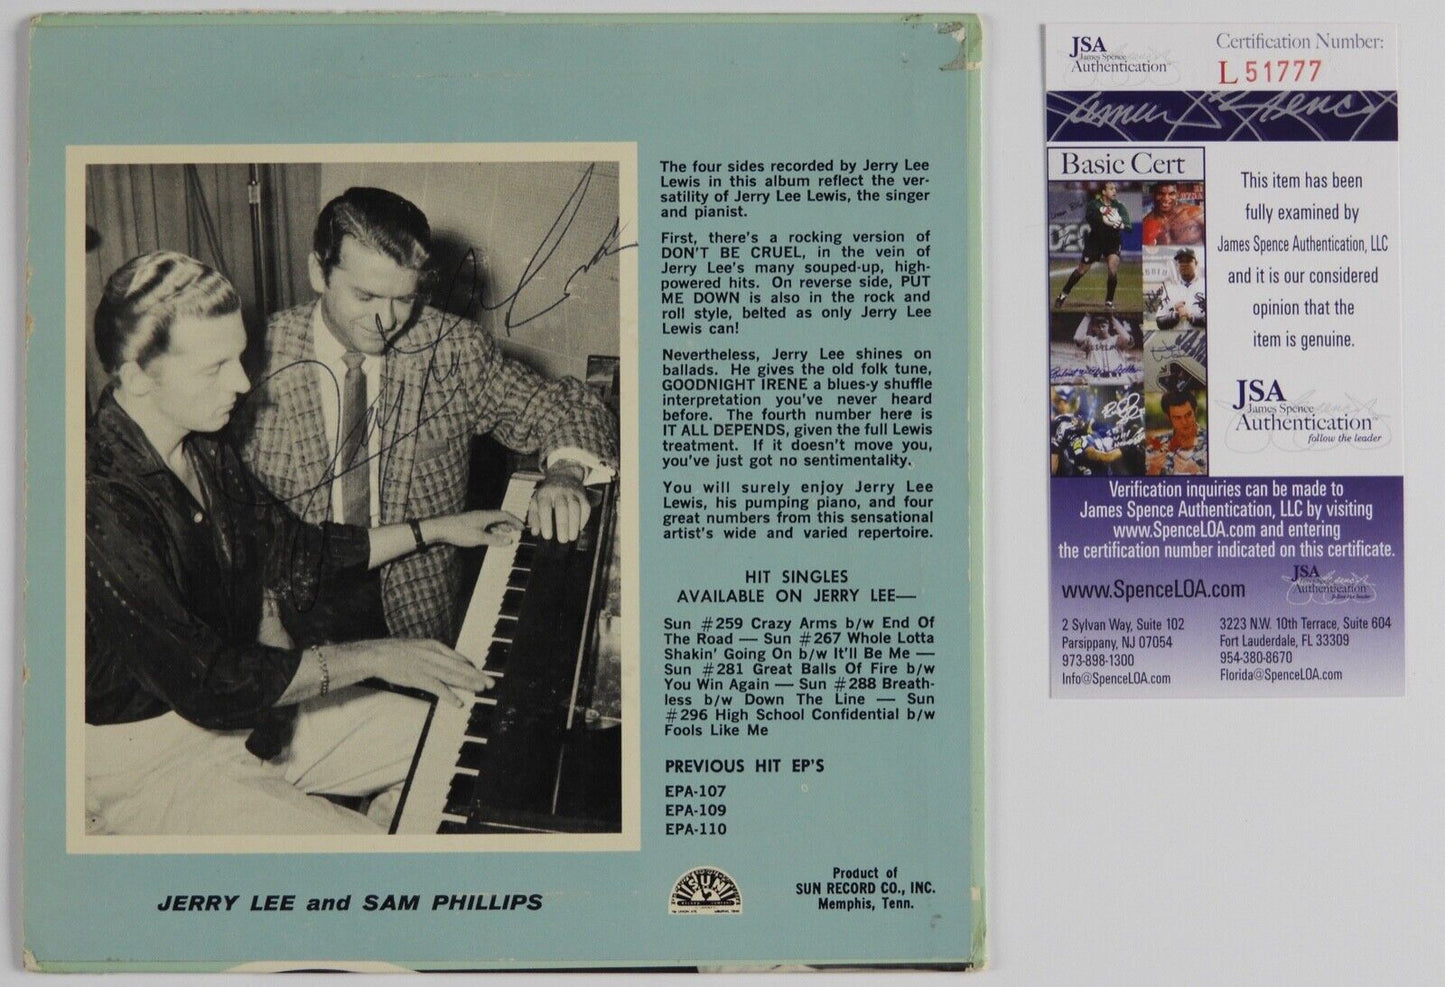 The four sides recorded by Jerry Lee
Lewis in this album reflect the ver-
satility of Jerry Lee Lewis, the singer
and pianist.
First, there's a rocking version of
DON'T BE CRUEL, in the vein of
Jerry Lee's many souped-up, high-
powered hits. On reverse side, PUT
ME DOWN is also in the rock and
roll style, belted as only Jerry Lee
Lewis can!
Nevertheless, Jerry Lee shines on
ballads. He gives the old folk tune,
GOODNIGHT IRENE a blues-y shuffle
interpretation you've never heard
before. The fourth number here is
IT ALL DEPENDS, given the full Lewis
treatment. If it doesn't move you,
you've just got no sentimentality.
You will surely enjoy Jerry Lee
Lewis, his pumping piano, and four
great numbers from this sensational
artist's wide and varied repertoire.
HIT SINGLES
AVAILABLE ON JERRY LEE—
Sun #259 Crazy Arms b/w End Of
The Road — Sun #267 Whole Lotta
Shakin' Going On b/w It'll Be Me —
Sun #281 Great Balls Of Fire b/w
You Win Again — Sun #288 Breath-
less b/w Down The Line — Sun
#296 High School Confidential b/w
Fools Like Me
PREVIOUS HIT EP'S
EPA-107
EPA-109
EPA-110
JERRY LEE and SAM PHILLIPS
SUN
Product of
SUN RECORD CO., INC.
Memphis, Tenn.
JSA
James Spence
Authentication™
Certification Number:
L 51777
James Spence
Basic Cert
This item has been
fully examined by
James Spence Authentication, LLC
and it is our considered
opinion that the
item is genuine.
JSA
James Spence
Authentication™
follow the leader
Verification inquiries can be made to
James Spence Authentication, LLC by visiting
www.SpenceLOA.com and entering
the certification number indicated on this certificate.
www.SpenceLOA.com
JSA
James Spence
Authentication
follow the leader
2 Sylvan Way, Suite 102
Parsippany, NJ 07054
973-898-1300
Info@SpenceLOA.com
3223 N.W. 10th Terrace, Suite 604
Fort Lauderdale, FL 33309
954-380-8670
Florida@SpenceLOA.com